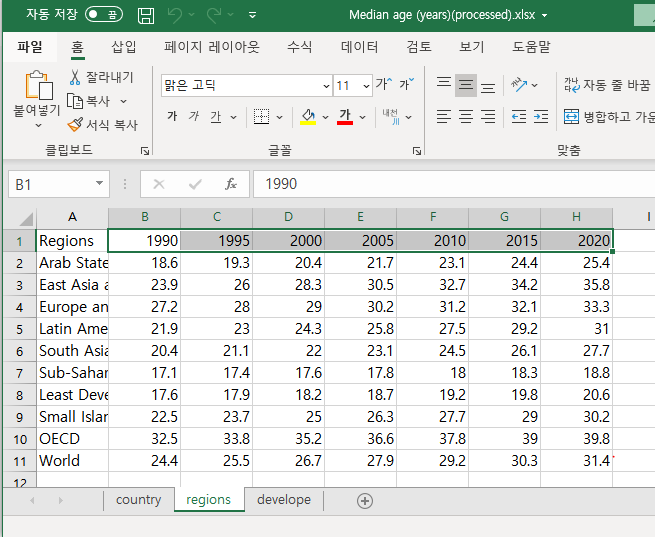 자동 저장 끔 Median age (years)(processed).xlsx
파일 홈 삽입 페이지 레이아웃 수식 데이터 검토 보기 도움말
붙여넣기 잘라내기 복사 서식 복사
맑은 고딕 11 가 가
가 가 가 가 내천
자동 줄 바꿈
병합하고 가운
클립보드 글꼴 맞춤
B1 fx 1990
A B C D E F G H I
1 Regions 1990 1995 2000 2005 2010 2015 2020
2 Arab State 18.6 19.3 20.4 21.7 23.1 24.4 25.4
3 East Asia a 23.9 26 28.3 30.5 32.7 34.2 35.8
4 Europe an 27.2 28 29 30.2 31.2 32.1 33.3
5 Latin Ame 21.9 23 24.3 25.8 27.5 29.2 31
6 South Asia 20.4 21.1 22 23.1 24.5 26.1 27.7
7 Sub-Sahar 17.1 17.4 17.6 17.8 18 18.3 18.8
8 Least Deve 17.6 17.9 18.2 18.7 19.2 19.8 20.6
9 Small Islan 22.5 23.7 25 26.3 27.7 29 30.2
10 OECD 32.5 33.8 35.2 36.6 37.8 39 39.8
11 World 24.4 25.5 26.7 27.9 29.2 30.3 31.4
12
country regions develope